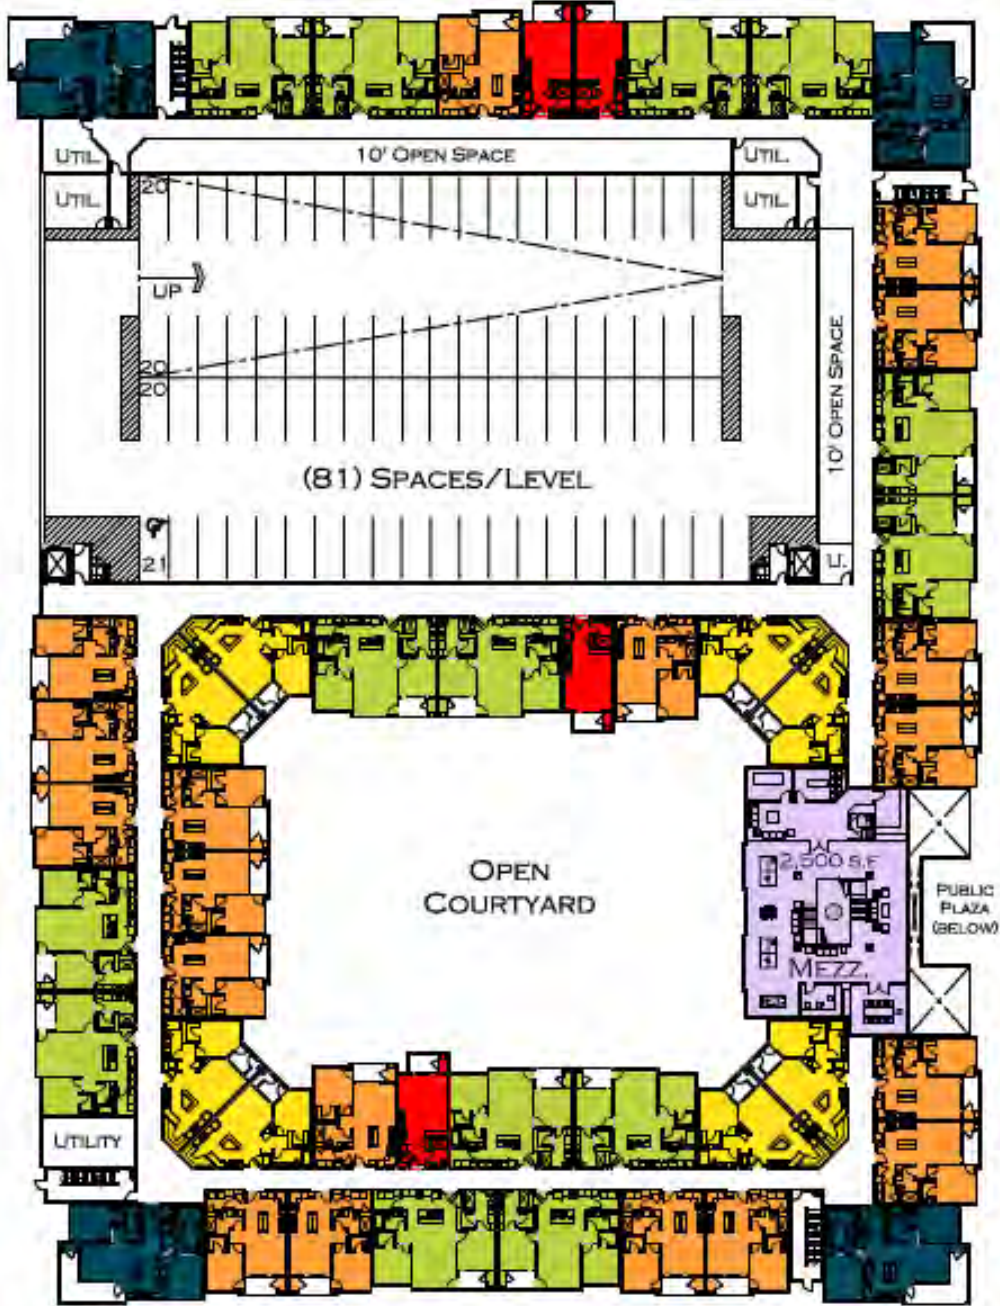 UTIL.
10' OPEN SPACE
UTIL.
UTIL.
20
UTIL.
UP
10' OPEN SPACE
20
20
(81) SPACES/LEVEL
21
U.
2,500 S.F
OPEN
COURTYARD
PUBLIC
PLAZA
(BELOW)
MEZZ.
UTILITY